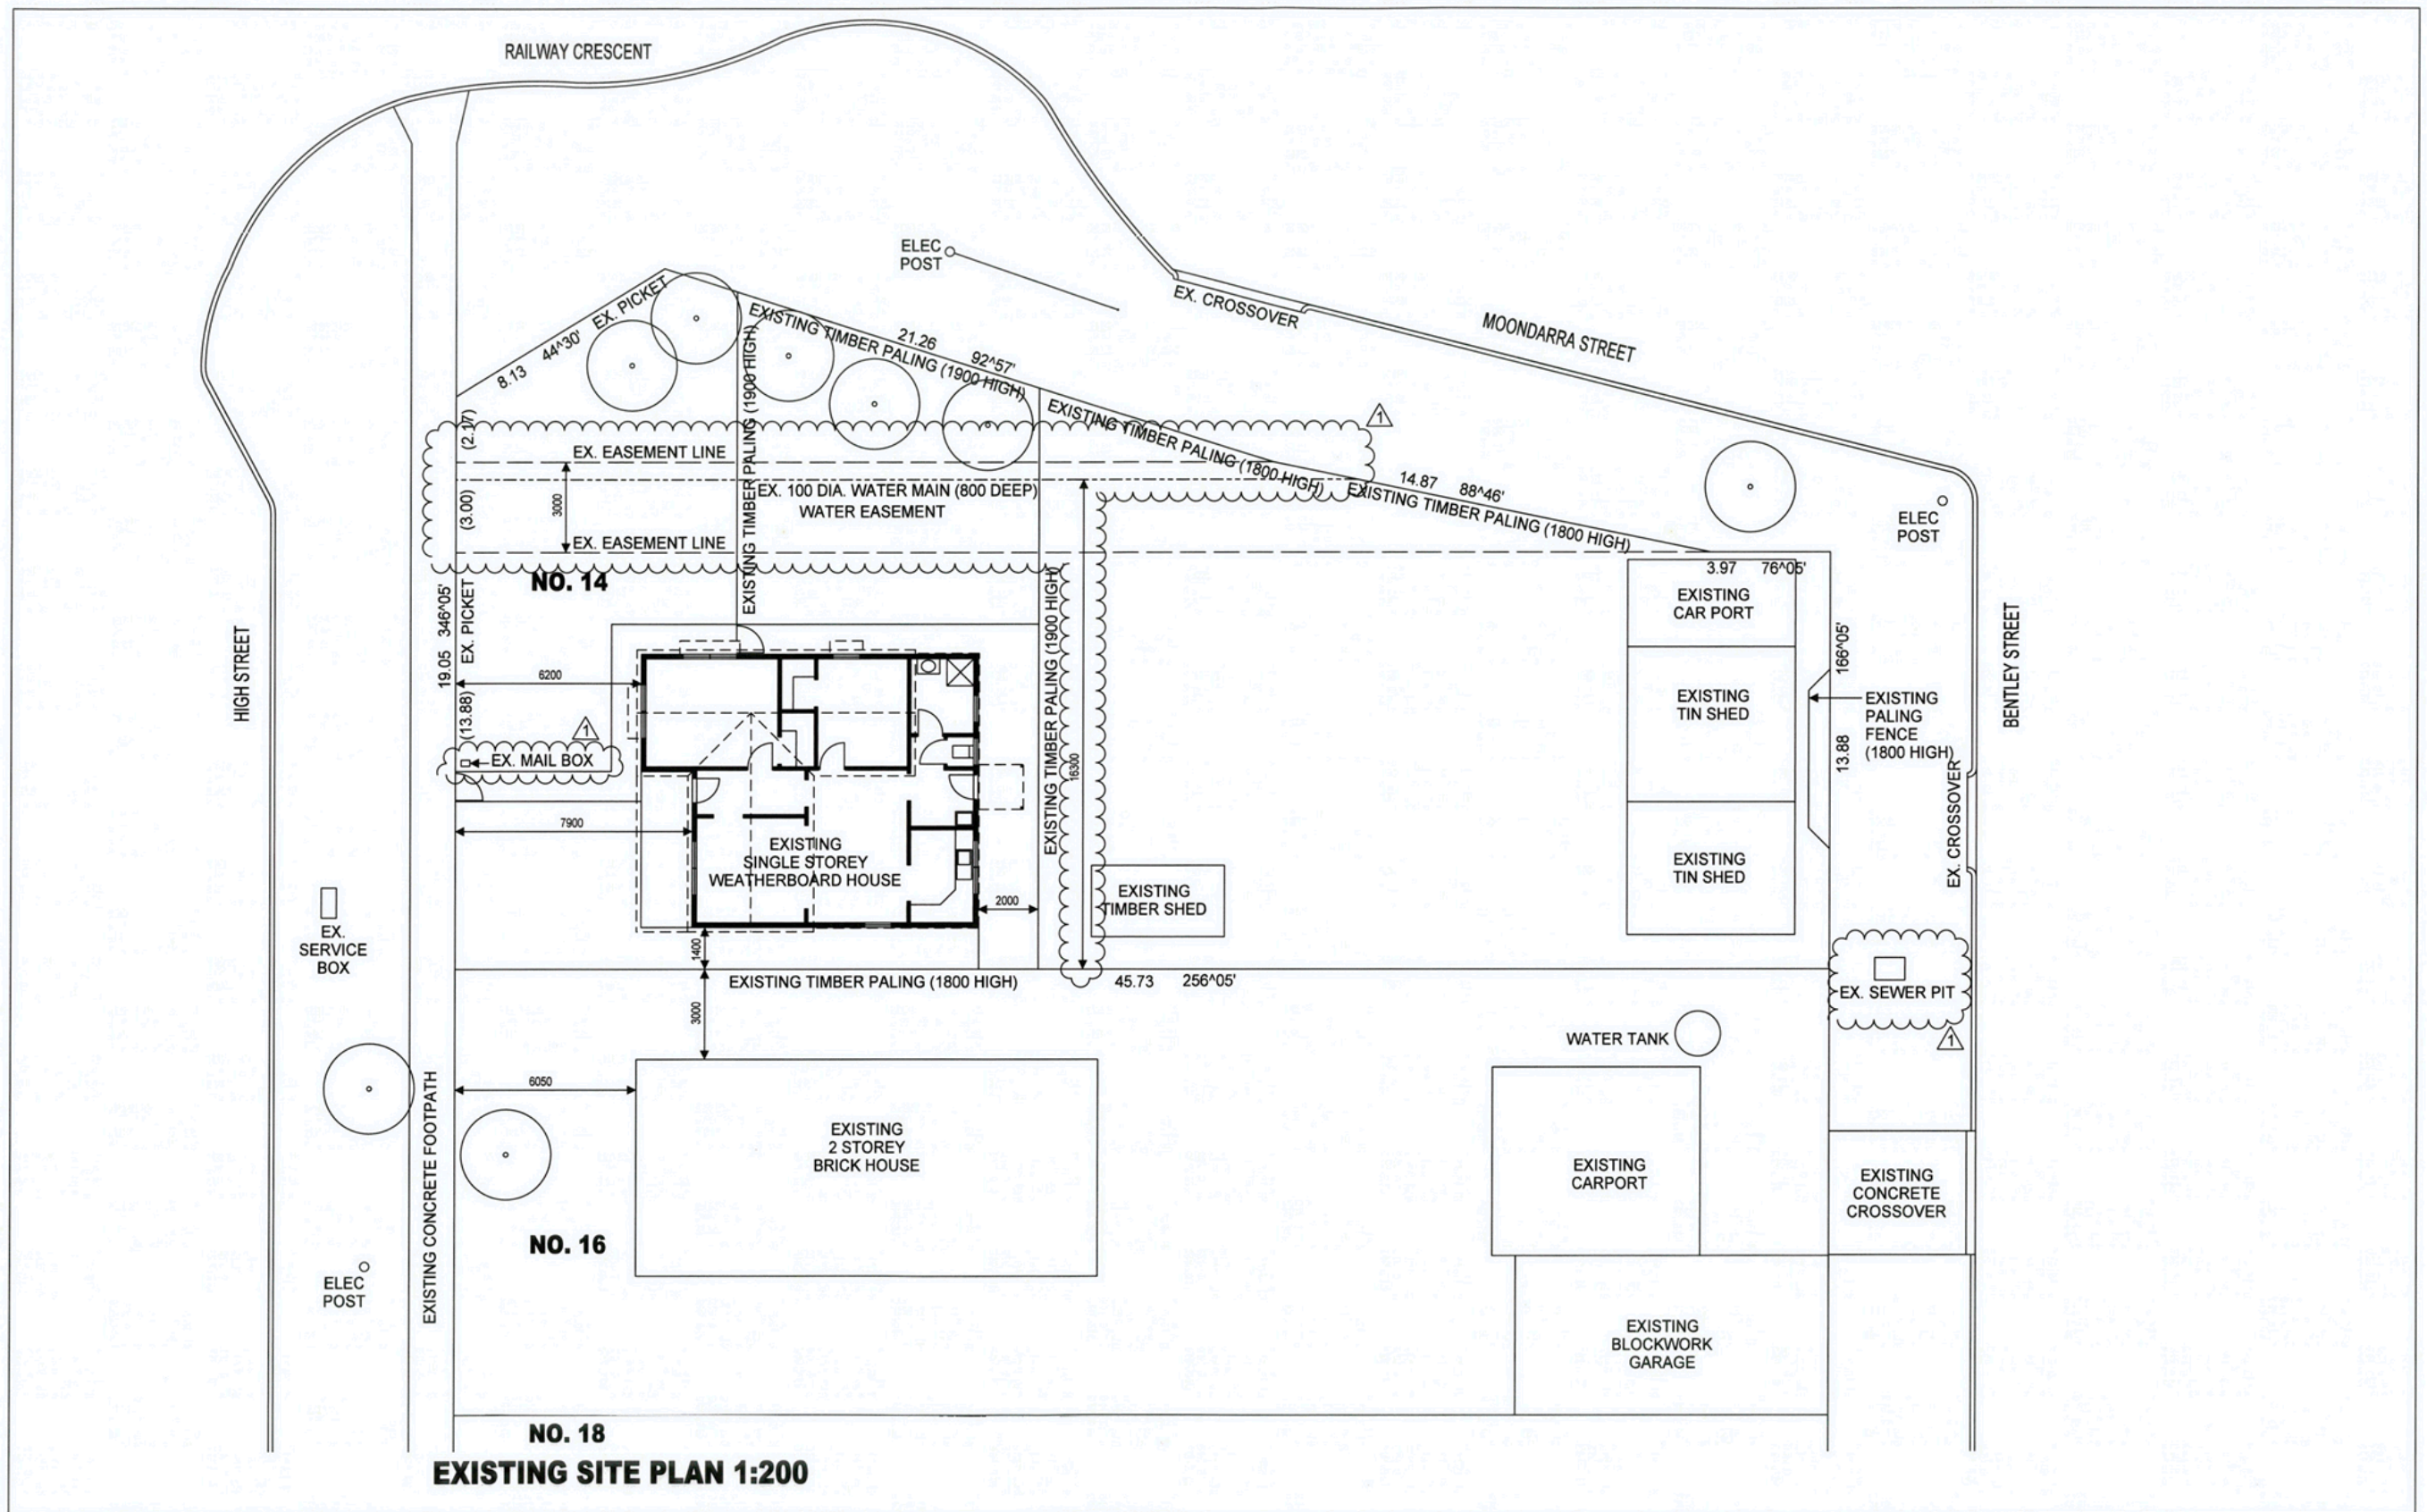 RAILWAY CRESCENT
ELEC
POST
EX. CROSSOVER
MOONDARRA STREET
8.13 44^30' EX. PICKET
EXISTING TIMBER PALING (1900 HIGH)
21.26 92^57'
EXISTING TIMBER PALING (1900 HIGH)
EXISTING TIMBER PALING (1800 HIGH)
1
14.87 88^46'
EXISTING TIMBER PALING (1800 HIGH)
ELEC
POST
(2.17)
EX. EASEMENT LINE
(3.00)
3000
EX. 100 DIA. WATER MAIN (800 DEEP)
WATER EASEMENT
EX. EASEMENT LINE
NO. 14
3.97 76^05'
EXISTING
CAR PORT
19.05 346^05'
EX. PICKET
(13.88)
6200
1
EX. MAIL BOX
HIGH STREET
7900
EXISTING
SINGLE STOREY
WEATHERBOARD HOUSE
EXISTING TIMBER PALING (1900 HIGH)
16300
2000
1400
EXISTING
TIMBER SHED
EXISTING
TIN SHED
EXISTING
TIN SHED
166^05'
13.88
EXISTING
PALING
FENCE
(1800 HIGH)
EX. CROSSOVER
BENTLEY STREET
EX.
SERVICE
BOX
EXISTING TIMBER PALING (1800 HIGH)
45.73 256^05'
EX. SEWER PIT
1
3000
WATER TANK
6050
EXISTING CONCRETE FOOTPATH
EXISTING
2 STOREY
BRICK HOUSE
EXISTING
CARPORT
EXISTING
CONCRETE
CROSSOVER
NO. 16
ELEC
POST
EXISTING
BLOCKWORK
GARAGE
NO. 18
EXISTING SITE PLAN 1:200